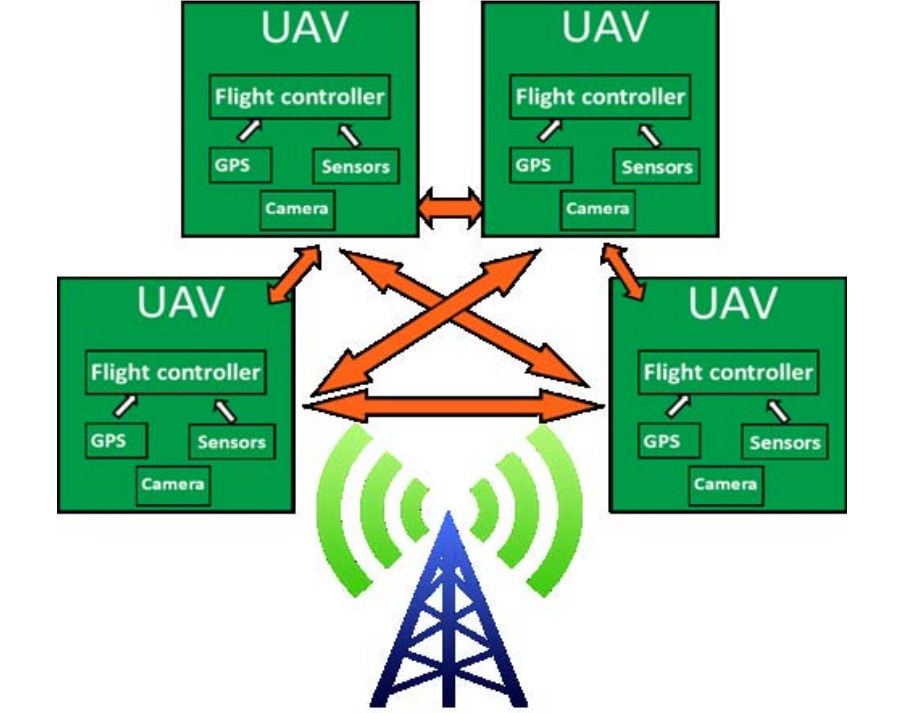 UAV
Flight controller
GPS
Sensors
Camera
UAV
Flight controller
GPS
Sensors
Camera
UAV
Flight controller
GPS
Sensors
Camera
UAV
Flight controller
GPS
Sensors
Camera